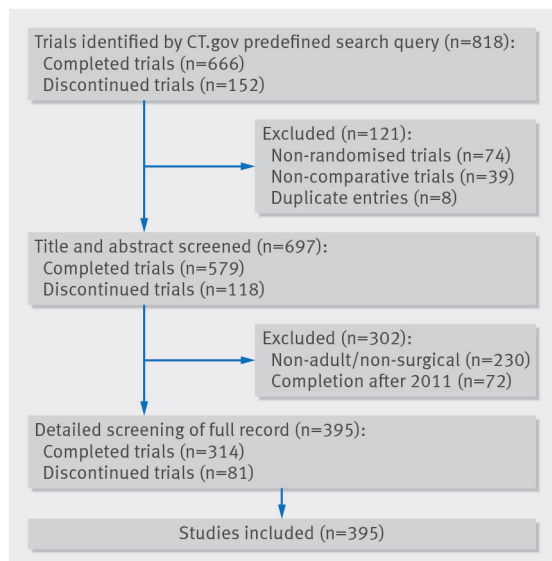 Trials identified by CT.gov predefined search query (n=818):
Completed trials (n=666)
Discontinued trials (n=152)
Excluded (n=121):
Non-randomised trials (n=74)
Non-comparative trials (n=39)
Duplicate entries (n=8)
Title and abstract screened (n=697):
Completed trials (n=579)
Discontinued trials (n=118)
Excluded (n=302):
Non-adult/non-surgical (n=230)
Completion after 2011 (n=72)
Detailed screening of full record (n=395):
Completed trials (n=314)
Discontinued trials (n=81)
Studies included (n=395)